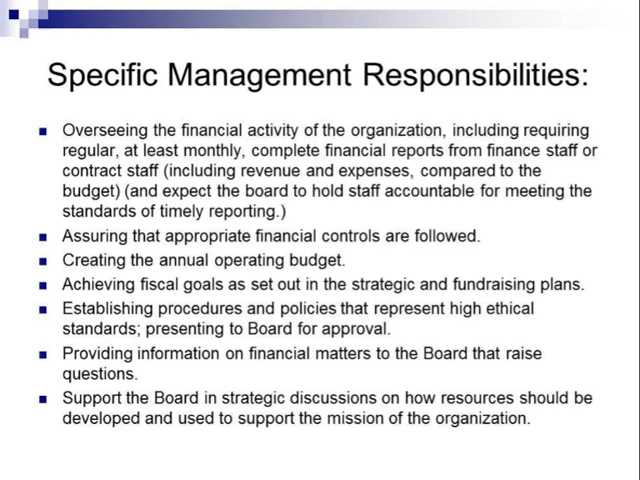 Specific Management Responsibilities:
Overseeing the financial activity of the organization, including requiring
regular, at least monthly, complete financial reports from finance staff or
contract staff (including revenue and expenses, compared to the
budget) (and expect the board to hold staff accountable for meeting the
standards of timely reporting.)
Assuring that appropriate financial controls are followed.
Creating the annual operating budget.
Achieving fiscal goals as set out in the strategic and fundraising plans.
Establishing procedures and policies that represent high ethical
standards; presenting to Board for approval.
Providing information on financial matters to the Board that raise
questions.
Support the Board in strategic discussions on how resources should be
developed and used to support the mission of the organization.